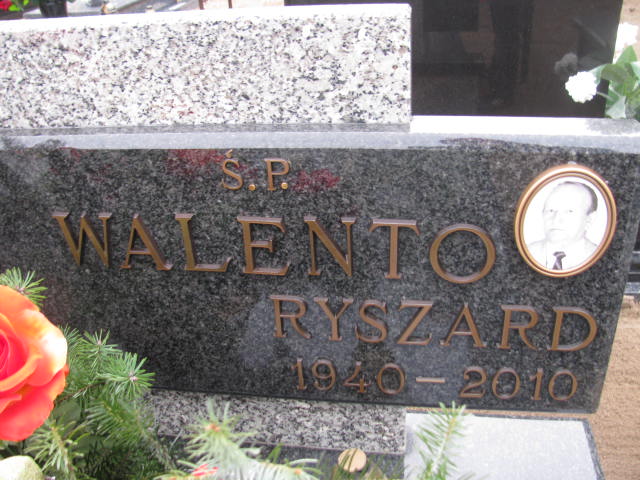 Ś.P.
WALENTO
RYSZARD
1940-2010